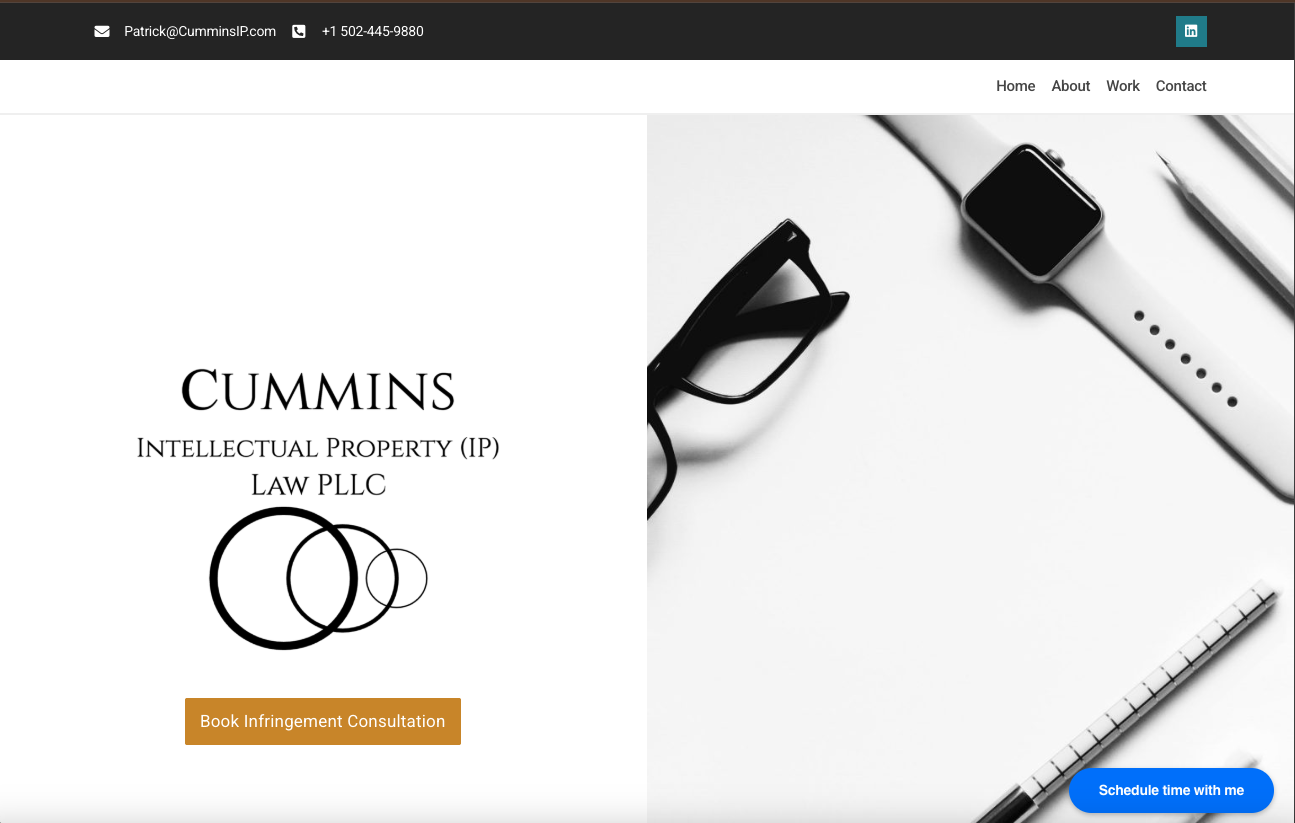 Patrick@CumminsIP.com +1 502-445-9880
Home About Work Contact
CUMMINS
INTELLECTUAL PROPERTY (IP)
LAW PLLC
Book Infringement Consultation
Schedule time with me